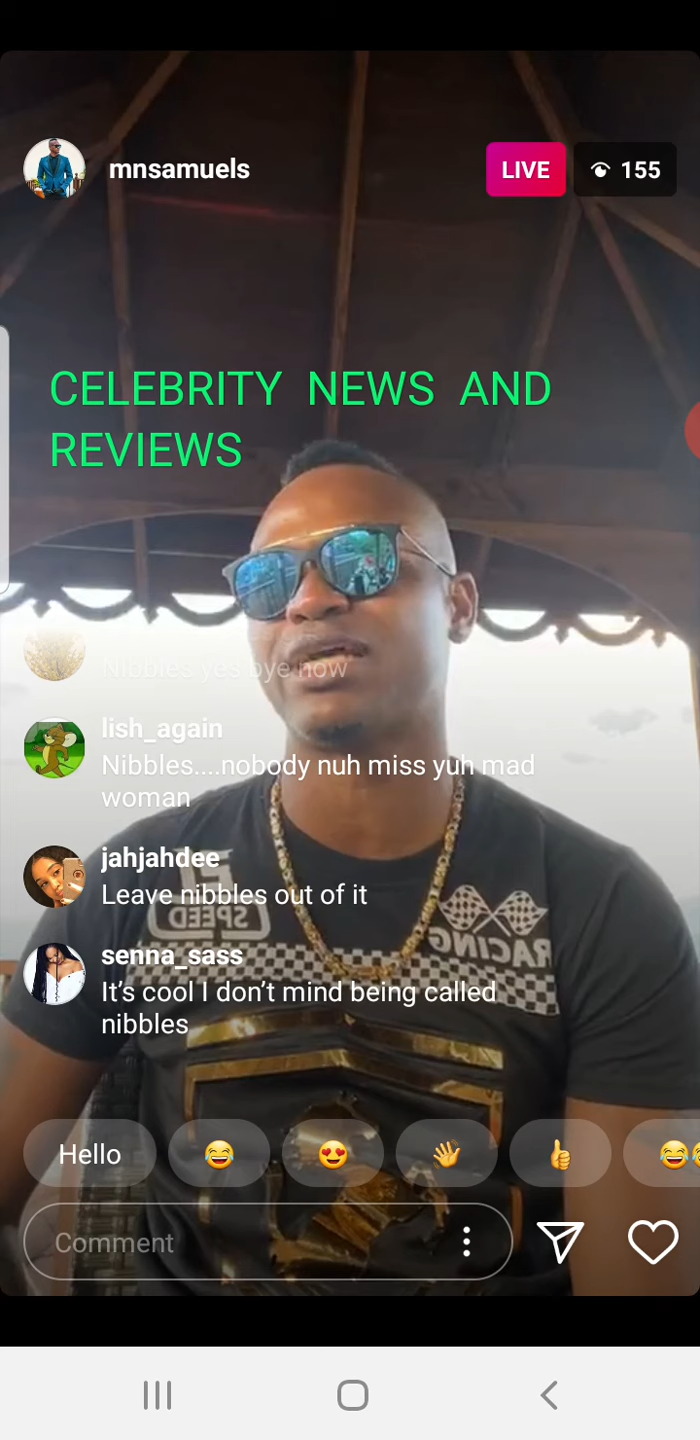 mnsamuels
LIVE
155
CELEBRITY NEWS AND
REVIEWS
Nibbles yes bye now
lish_again
Nibbles....nobody nuh miss yuh mad
woman
jahjahdee
Leave nibbles out of it
SPEED
RACING
senna_sass
It’s cool I don’t mind being called
nibbles
Hello
😂 😍 👋 👍 😂
Comment